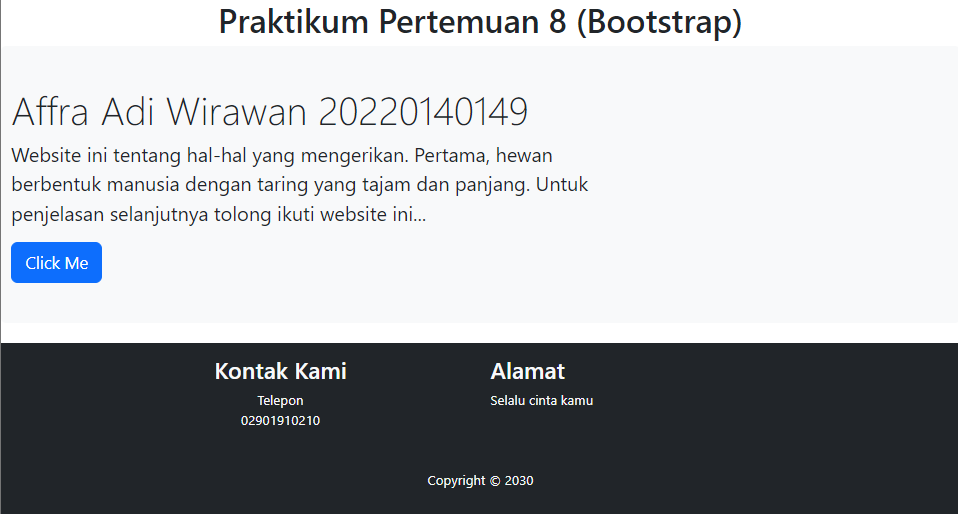 Praktikum Pertemuan 8 (Bootstrap)
Affra Adi Wirawan 20220140149
Website ini tentang hal-hal yang mengerikan. Pertama, hewan
berbentuk manusia dengan taring yang tajam dan panjang. Untuk
penjelasan selanjutnya tolong ikuti website ini...
Click Me
Kontak Kami
Telepon
02901910210
Alamat
Selalu cinta kamu
Copyright © 2030